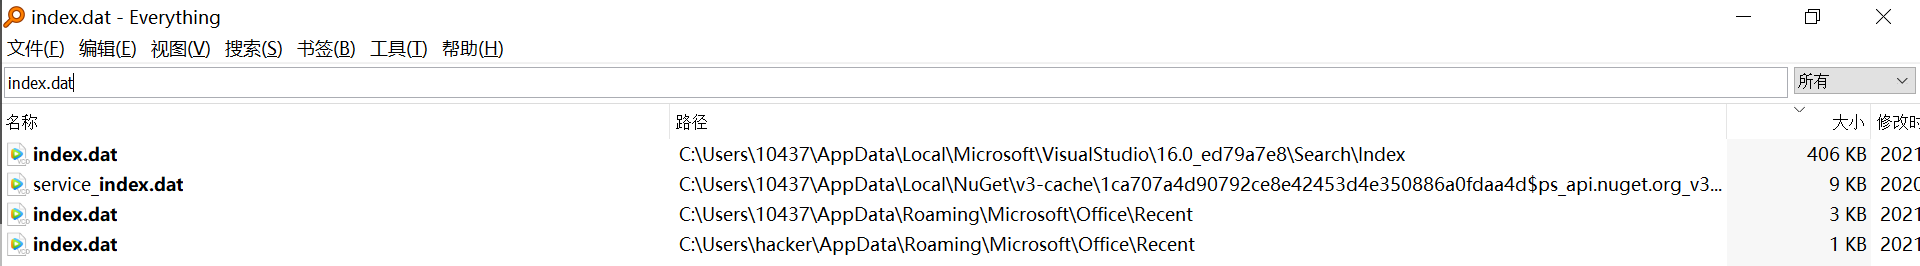 index.dat - Everything
文件(F) 编辑(E) 视图(V) 搜索(S) 书签(B) 工具(T) 帮助(H)
index.dat 所有
名称 路径 大小 修改时
index.dat C:\Users\10437\AppData\Local\Microsoft\VisualStudio\16.0_ed79a7e8\Search\Index 406 KB 2021
service_index.dat C:\Users\10437\AppData\Local\NuGet\v3-cache\1ca707a4d90792ce8e42453d4e350886a0fdaa4d$ps_api.nuget.org_v3... 9 KB 2020
index.dat C:\Users\10437\AppData\Roaming\Microsoft\Office\Recent 3 KB 2021
index.dat C:\Users\hacker\AppData\Roaming\Microsoft\Office\Recent 1 KB 2021